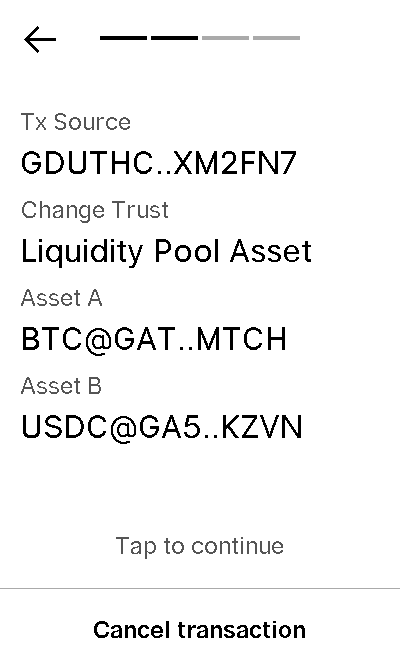 Tx Source
GDUTHC..XM2FN7
Change Trust
Liquidity Pool Asset
Asset A
BTC@GAT..MTCH
Asset B
USDC@GA5..KZVN
Tap to continue
Cancel transaction